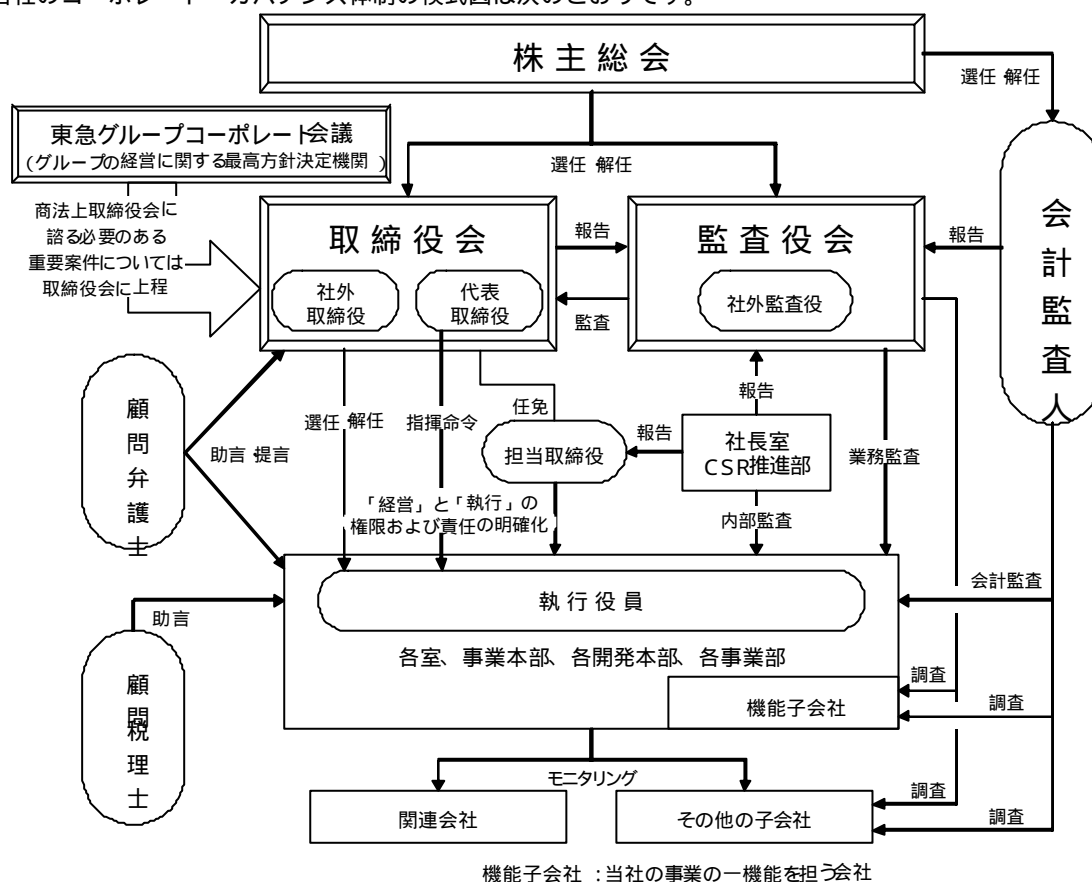 当社のコーポレート・ガバナンス体制の模式図は次のとおりです。
株主総会
選任・解任
東急グループコーポレート会議
(グループの経営に関する最高方針決定機関)
選任・解任
商法上取締役会に
諮る必要のある
重要案件については
取締役会に上程
取締役会
報告
監査役会
報告
会計監査人
社外
取締役
代表
取締役
監査
社外監査役
顧問弁護士
助言・提言
選任・解任
指揮命令
任免
担当取締役
報告
報告
社長室
CSR推進部
業務監査
「経営」と「執行」の
権限および責任の明確化
内部監査
執行役員
会計監査
助言
各室、事業本部、各開発本部、各事業部
顧問税理士
機能子会社
調査
調査
モニタリング
関連会社
その他の子会社
調査
調査
機能子会社:当社の事業の一機能を担う会社